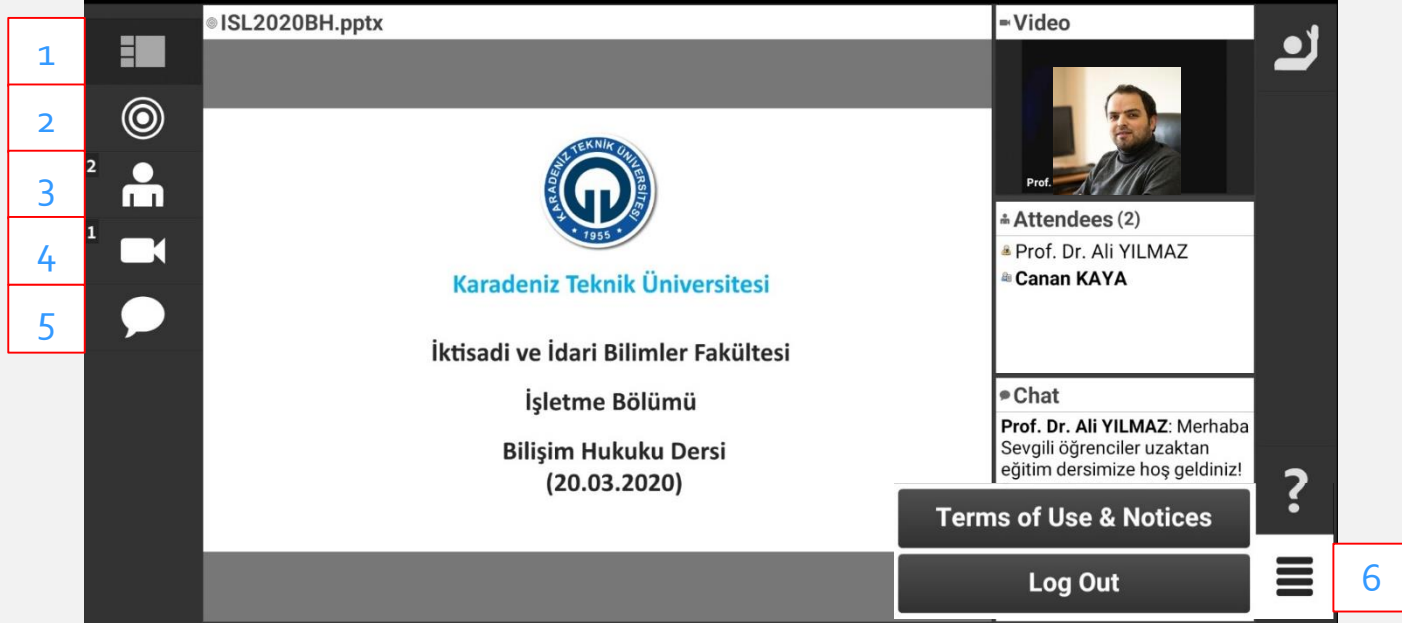 1
2
3
4
5
2
1
ISL2020BH.pptx
KARADENİZ TEKNİK ÜNİVERSİTESİ
1955
Karadeniz Teknik Üniversitesi
İktisadi ve İdari Bilimler Fakültesi
İşletme Bölümü
Bilişim Hukuku Dersi
(20.03.2020)
Video
Prof.
Attendees (2)
Prof. Dr. Ali YILMAZ
Canan KAYA
Chat
Prof. Dr. Ali YILMAZ: Merhaba
Sevgili öğrenciler uzaktan
eğitim dersimize hoş geldiniz!
Terms of Use & Notices
Log Out
?
6